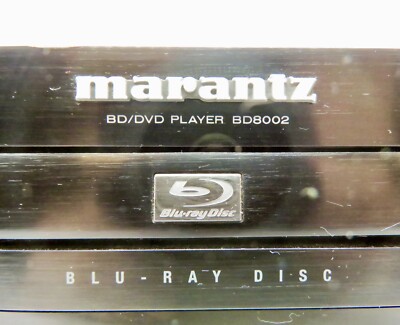 marantz
BD/DVD PLAYER BD8002
Blu-ray Disc
BLU-RAY DISC